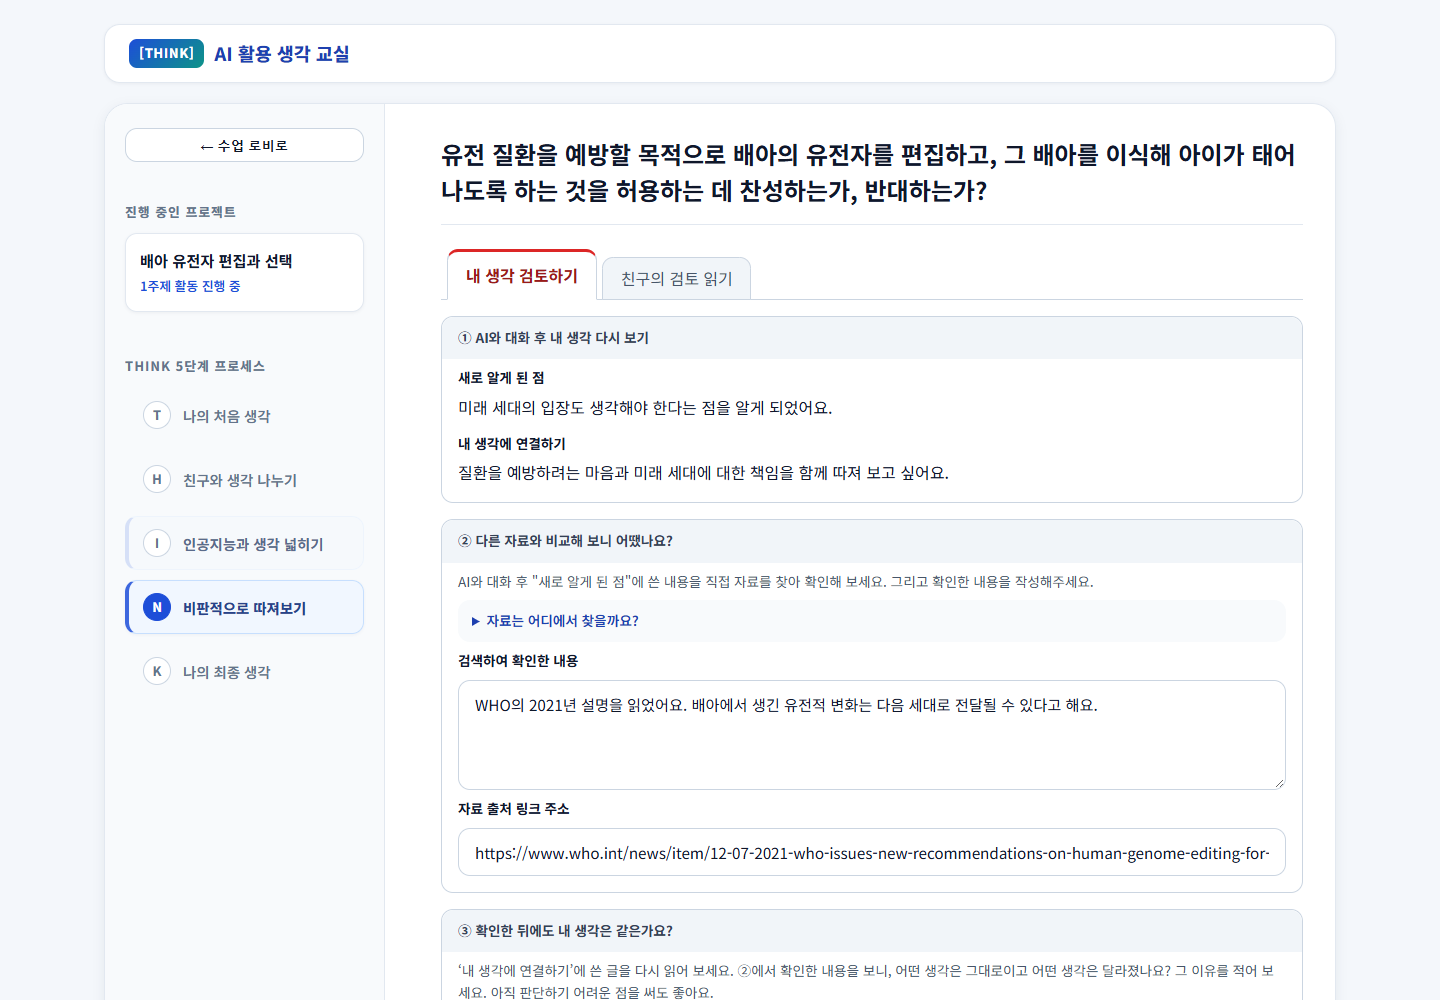 [THINK] AI 활용 생각 교실
← 수업 로비로
진행 중인 프로젝트
배아 유전자 편집과 선택
1주제 활동 진행 중
THINK 5단계 프로세스
T 나의 처음 생각
H 친구와 생각 나누기
I 인공지능과 생각 넓히기
N 비판적으로 따져보기
K 나의 최종 생각
유전 질환을 예방할 목적으로 배아의 유전자를 편집하고, 그 배아를 이식해 아이가 태어
나도록 하는 것을 허용하는 데 찬성하는가, 반대하는가?
내 생각 검토하기
친구의 검토 읽기
① AI와 대화 후 내 생각 다시 보기
새로 알게 된 점
미래 세대의 입장도 생각해야 한다는 점을 알게 되었어요.
내 생각에 연결하기
질환을 예방하려는 마음과 미래 세대에 대한 책임을 함께 따져 보고 싶어요.
② 다른 자료와 비교해 보니 어땠나요?
AI와 대화 후 "새로 알게 된 점"에 쓴 내용을 직접 자료를 찾아 확인해 보세요. 그리고 확인한 내용을 작성해주세요.
▶ 자료는 어디에서 찾을까요?
검색하여 확인한 내용
WHO의 2021년 설명을 읽었어요. 배아에서 생긴 유전적 변화는 다음 세대로 전달될 수 있다고 해요.
자료 출처 링크 주소
https://www.who.int/news/item/12-07-2021-who-issues-new-recommendations-on-human-genome-editing-for-
③ 확인한 뒤에도 내 생각은 같은가요?
‘내 생각에 연결하기’에 쓴 글을 다시 읽어 보세요. ②에서 확인한 내용을 보니, 어떤 생각은 그대로이고 어떤 생각은 달라졌나요? 그 이유를 적어 보
세요. 아직 판단하기 어려운 점을 써도 좋아요.